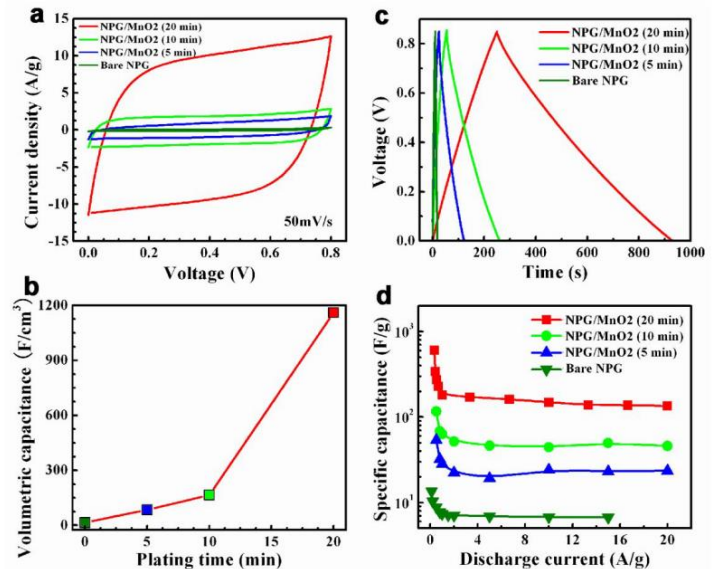 a
NPG/MnO2 (20 min)
NPG/MnO2 (10 min)
NPG/MnO2 (5 min)
Bare NPG
15
10
5
0
-5
-10
-15
Current density (A/g)
50mV/s
0.0
0.2
0.4
0.6
0.8
Voltage (V)
c
NPG/MnO2 (20 min)
NPG/MnO2 (10 min)
NPG/MnO2 (5 min)
Bare NPG
0.8
0.4
0.0
Voltage (V)
0
200
400
600
800
1000
Time (s)
b
1200
900
600
300
0
Volumetric capacitance (F/cm³)
0
5
10
15
20
Plating time (min)
d
NPG/MnO2 (20 min)
NPG/MnO2 (10 min)
NPG/MnO2 (5 min)
Bare NPG
10³
10²
10¹
Specific capacitance (F/g)
0
5
10
15
20
Discharge current (A/g)